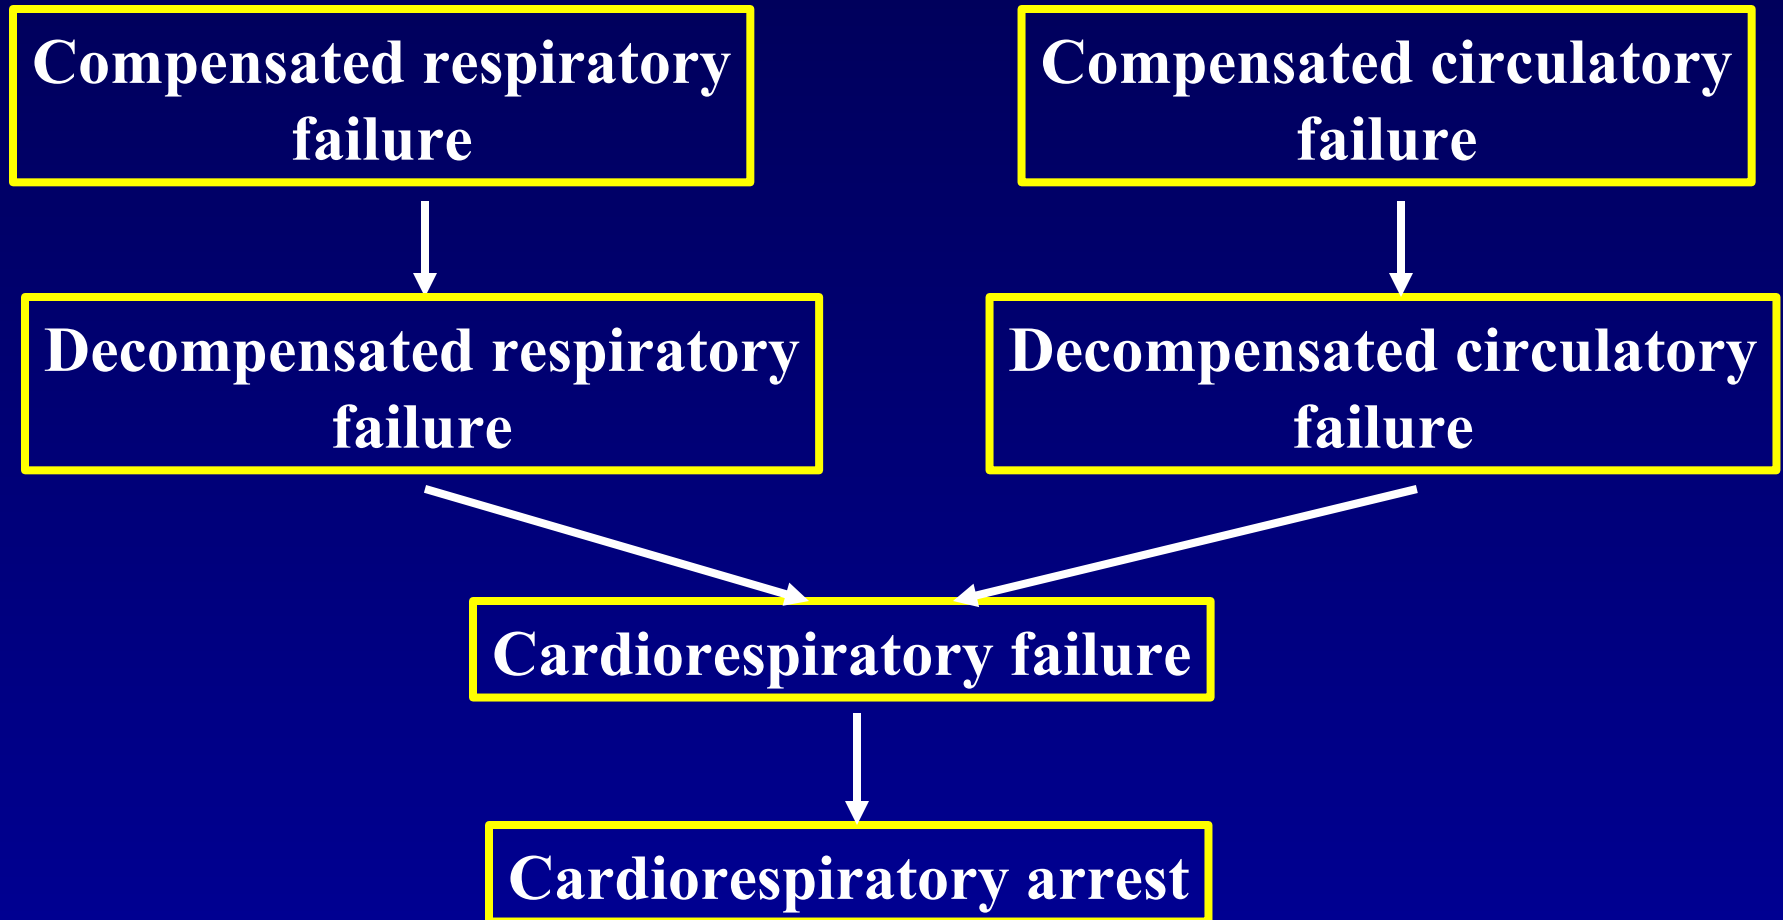 Compensated respiratory
failure
Compensated circulatory
failure
Decompensated respiratory
failure
Decompensated circulatory
failure
Cardiorespiratory failure
Cardiorespiratory arrest